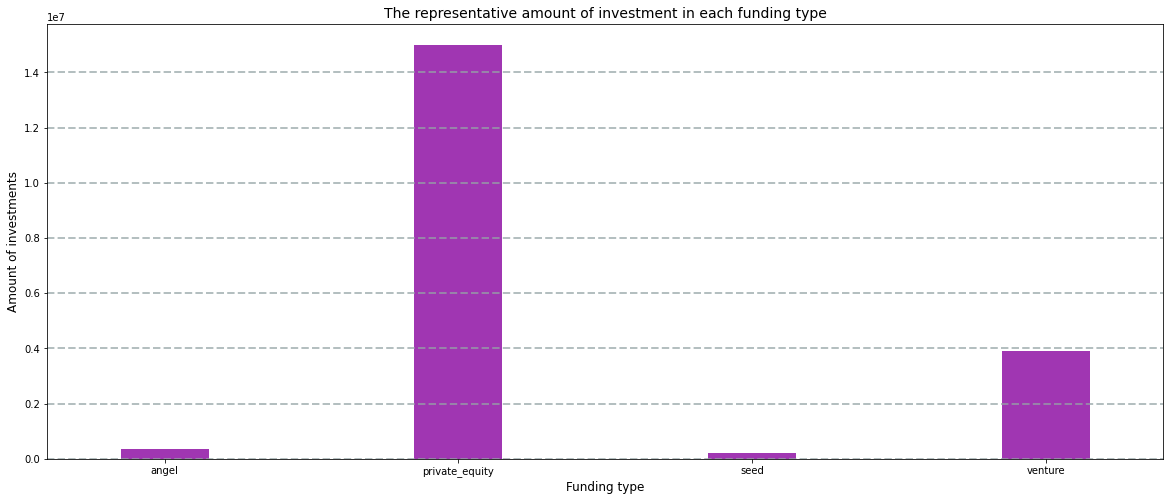 The representative amount of investment in each funding type
1e7
1.4
1.2
1.0
0.8
0.6
0.4
0.2
0.0
Amount of investments
angel private_equity seed venture
Funding type